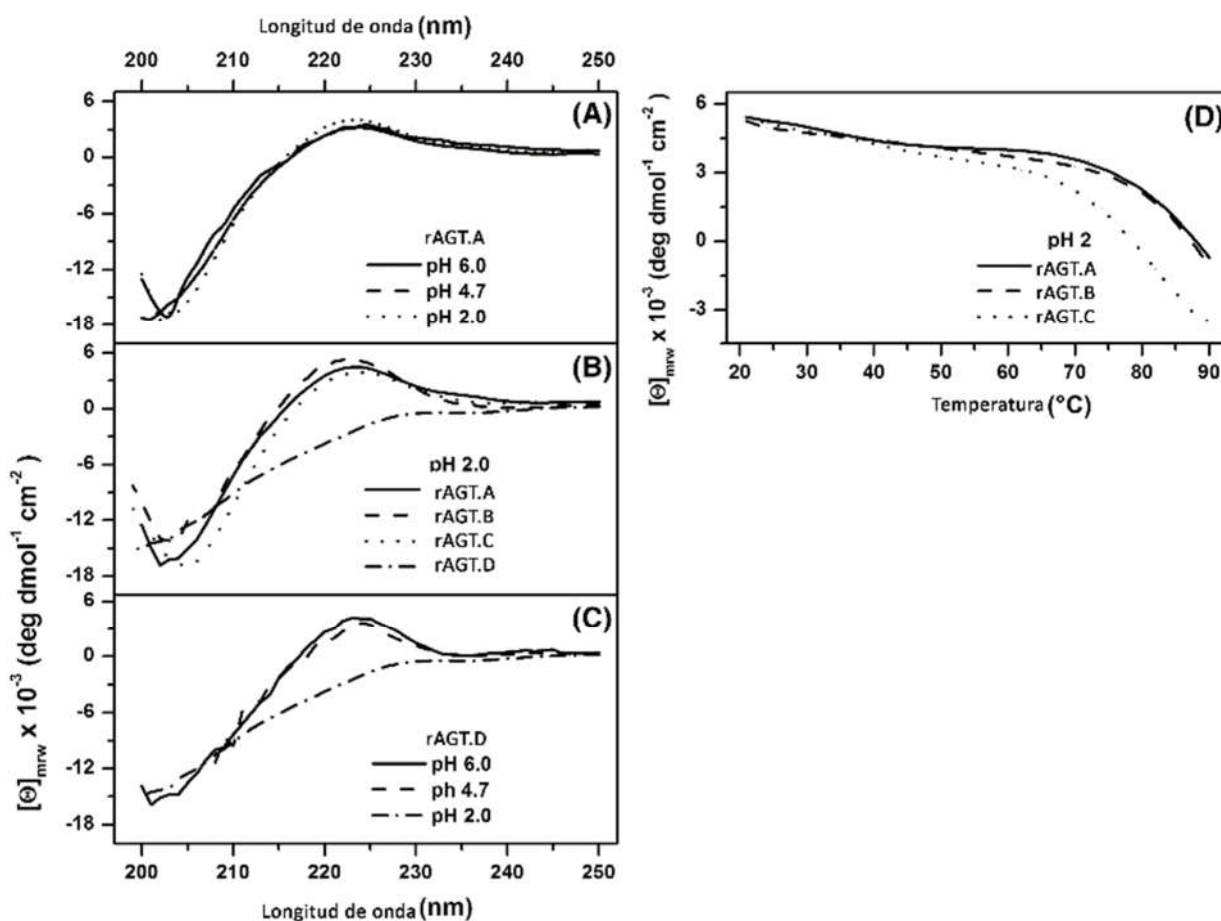 Longitud de onda (nm)
200 210 220 230 240 250
6
0
-6
-12
-18
(A)
rAGT.A
pH 6.0
pH 4.7
pH 2.0
6
0
-6
-12
-18
(B)
pH 2.0
rAGT.A
rAGT.B
rAGT.C
rAGT.D
6
0
-6
-12
-18
(C)
rAGT.D
pH 6.0
ph 4.7
pH 2.0
200 210 220 230 240 250
Longitud de onda (nm)
[Θ]mrw x 10⁻³ (deg dmol⁻¹ cm⁻²)
6
3
0
-3
(D)
pH 2
rAGT.A
rAGT.B
rAGT.C
20 30 40 50 60 70 80 90
Temperatura (°C)
[Θ]mrw x 10⁻³ (deg dmol⁻¹ cm⁻²)